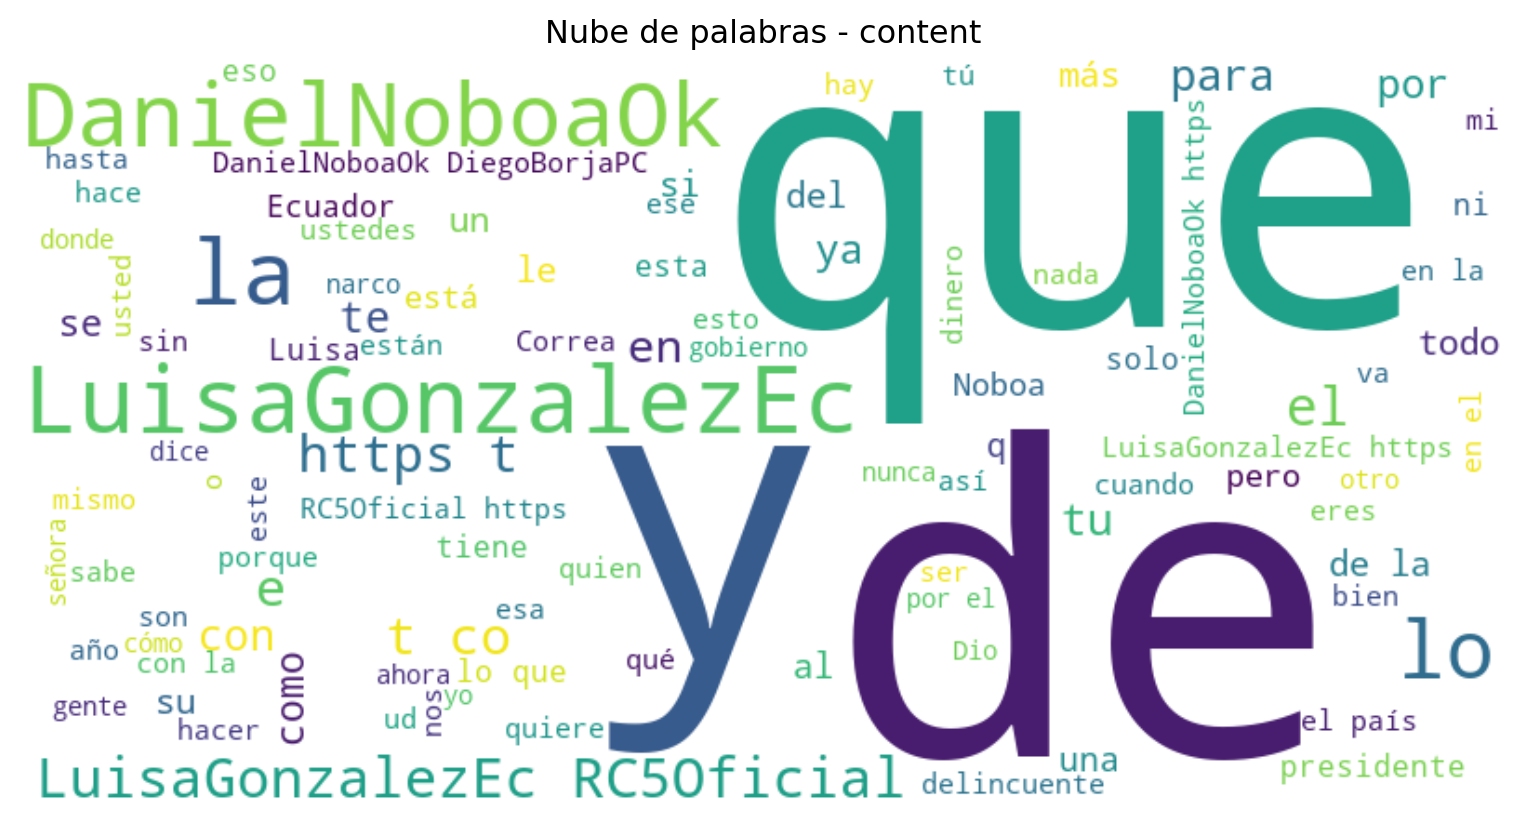 Nube de palabras - content
eso
hay
tú
más
para
por
DanielNoboaOk
que
mi
hasta
DanielNoboaOk DiegoBorjaPC
hace
si
ese
del
DanielNoboaOk https
Ecuador
un
ni
ustedes
donde
ya
la
usted
narco
te
está
le
esta
dinero
nada
en la
se
sin
Luisa
están
Correa
en
esto
gobierno
solo
todo
Noboa
va
el
en el
LuisaGonzalezEc
dice
https t
y
de
q
LuisaGonzalezEc https
nunca
así
cuando
pero
otro
o
mismo
este
RC5Oficial https
tu
eres
señora
sabe
porque
tiene
quien
ser
de la
e
por el
bien
son
esa
año
cómo
con
t co
con la
como
qué
Dio
lo
ahora
lo que
al
gente
su
nos
yo
hacer
ud
quiere
el país
LuisaGonzalezEc RC5Oficial
una
delincuente
presidente